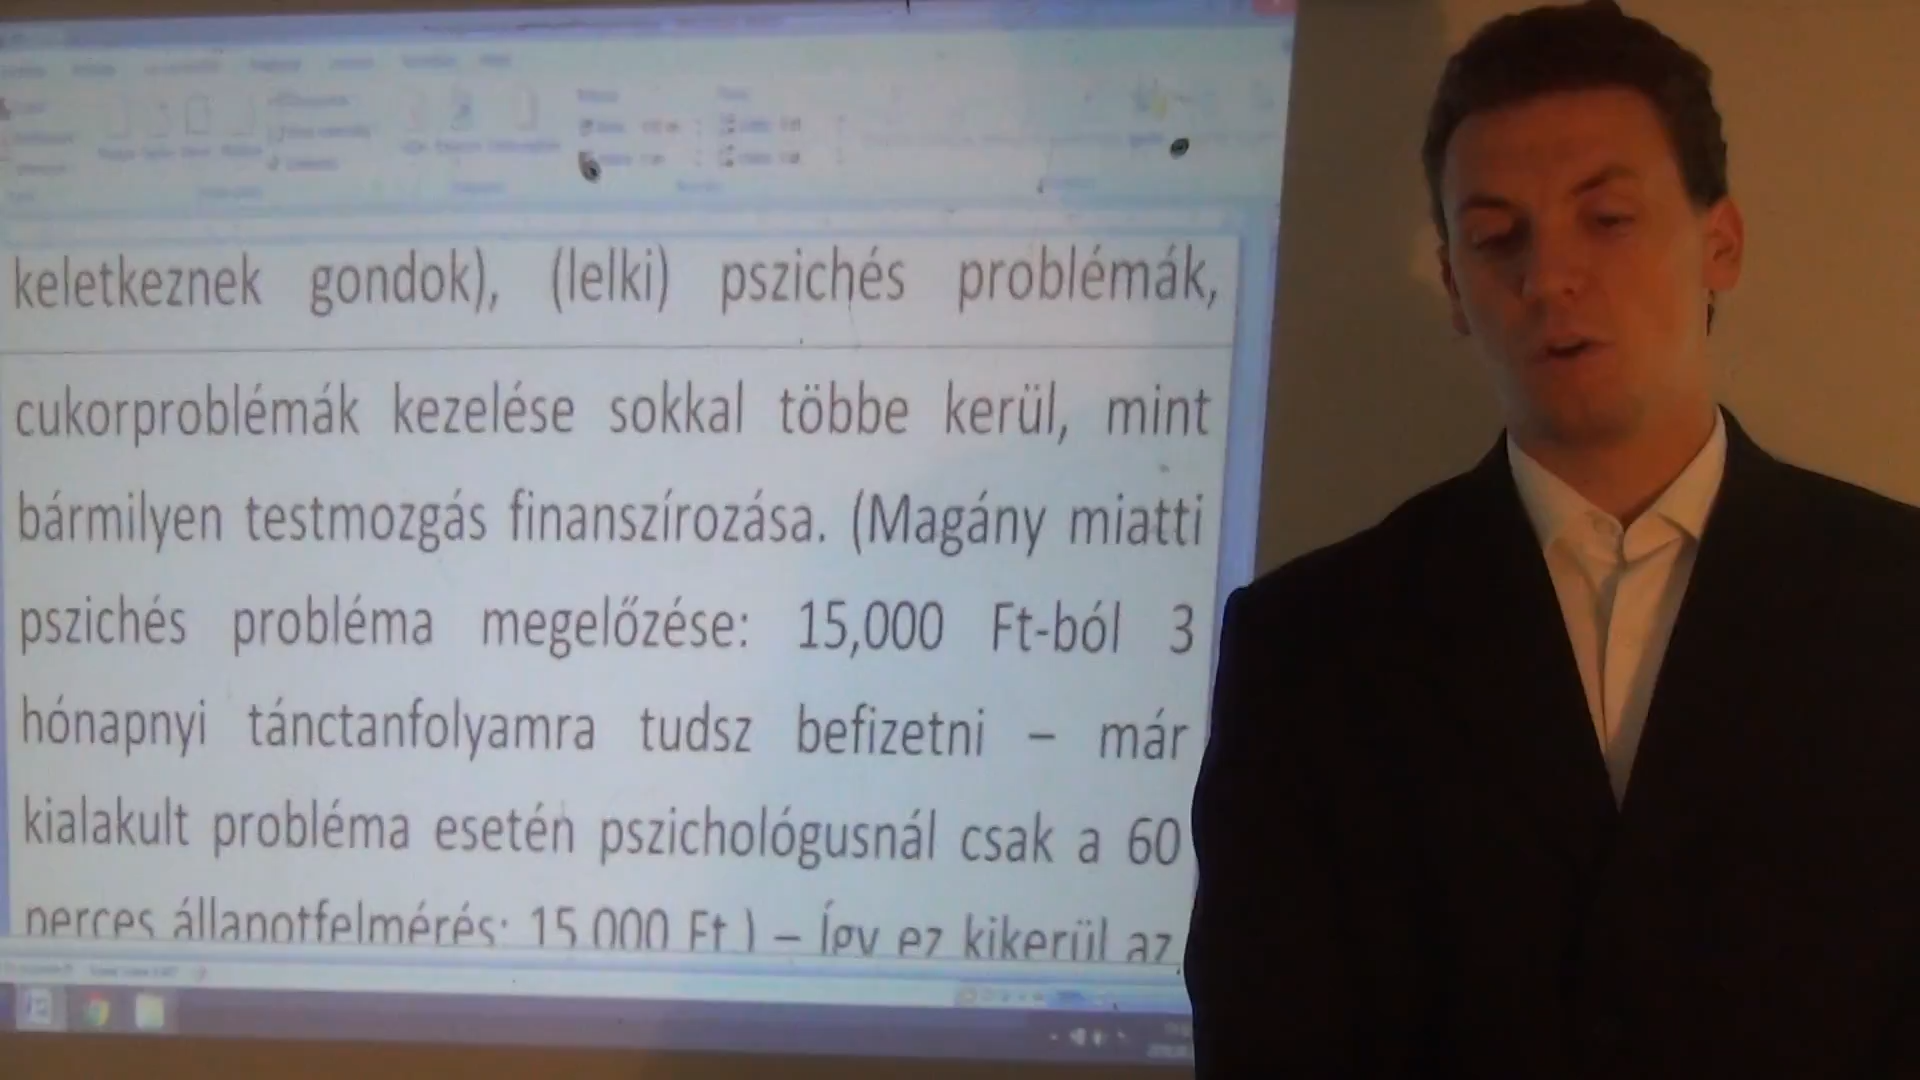 keletkeznek gondok), (lelki) pszichés problémák,
cukorproblémák kezelése sokkal többe kerül, mint
bármilyen testmozgás finanszírozása. (Magány miatti
pszichés probléma megelőzése: 15,000 Ft-ból 3
hónapnyi tánctanfolyamra tudsz befizetni – már
kialakult probléma esetén pszichológusnál csak a 60
perces állapotfelmérés: 15 000 Ft ) – Így ez kikerül az